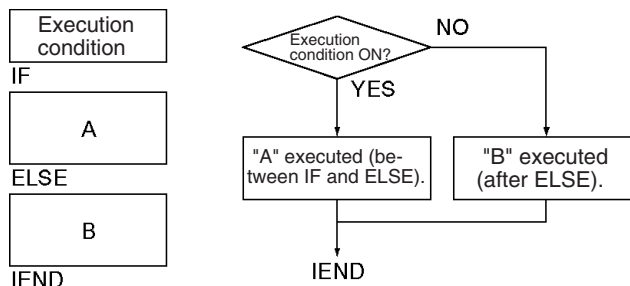 Execution
condition
IF
A
ELSE
B
IEND
Execution
condition ON?
NO
YES
"A" executed (be-
tween IF and ELSE).
"B" executed
(after ELSE).
IEND